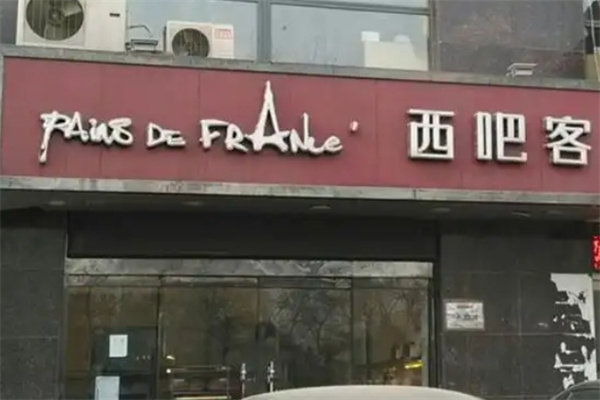 PAiNS DE FRANce
西吧客